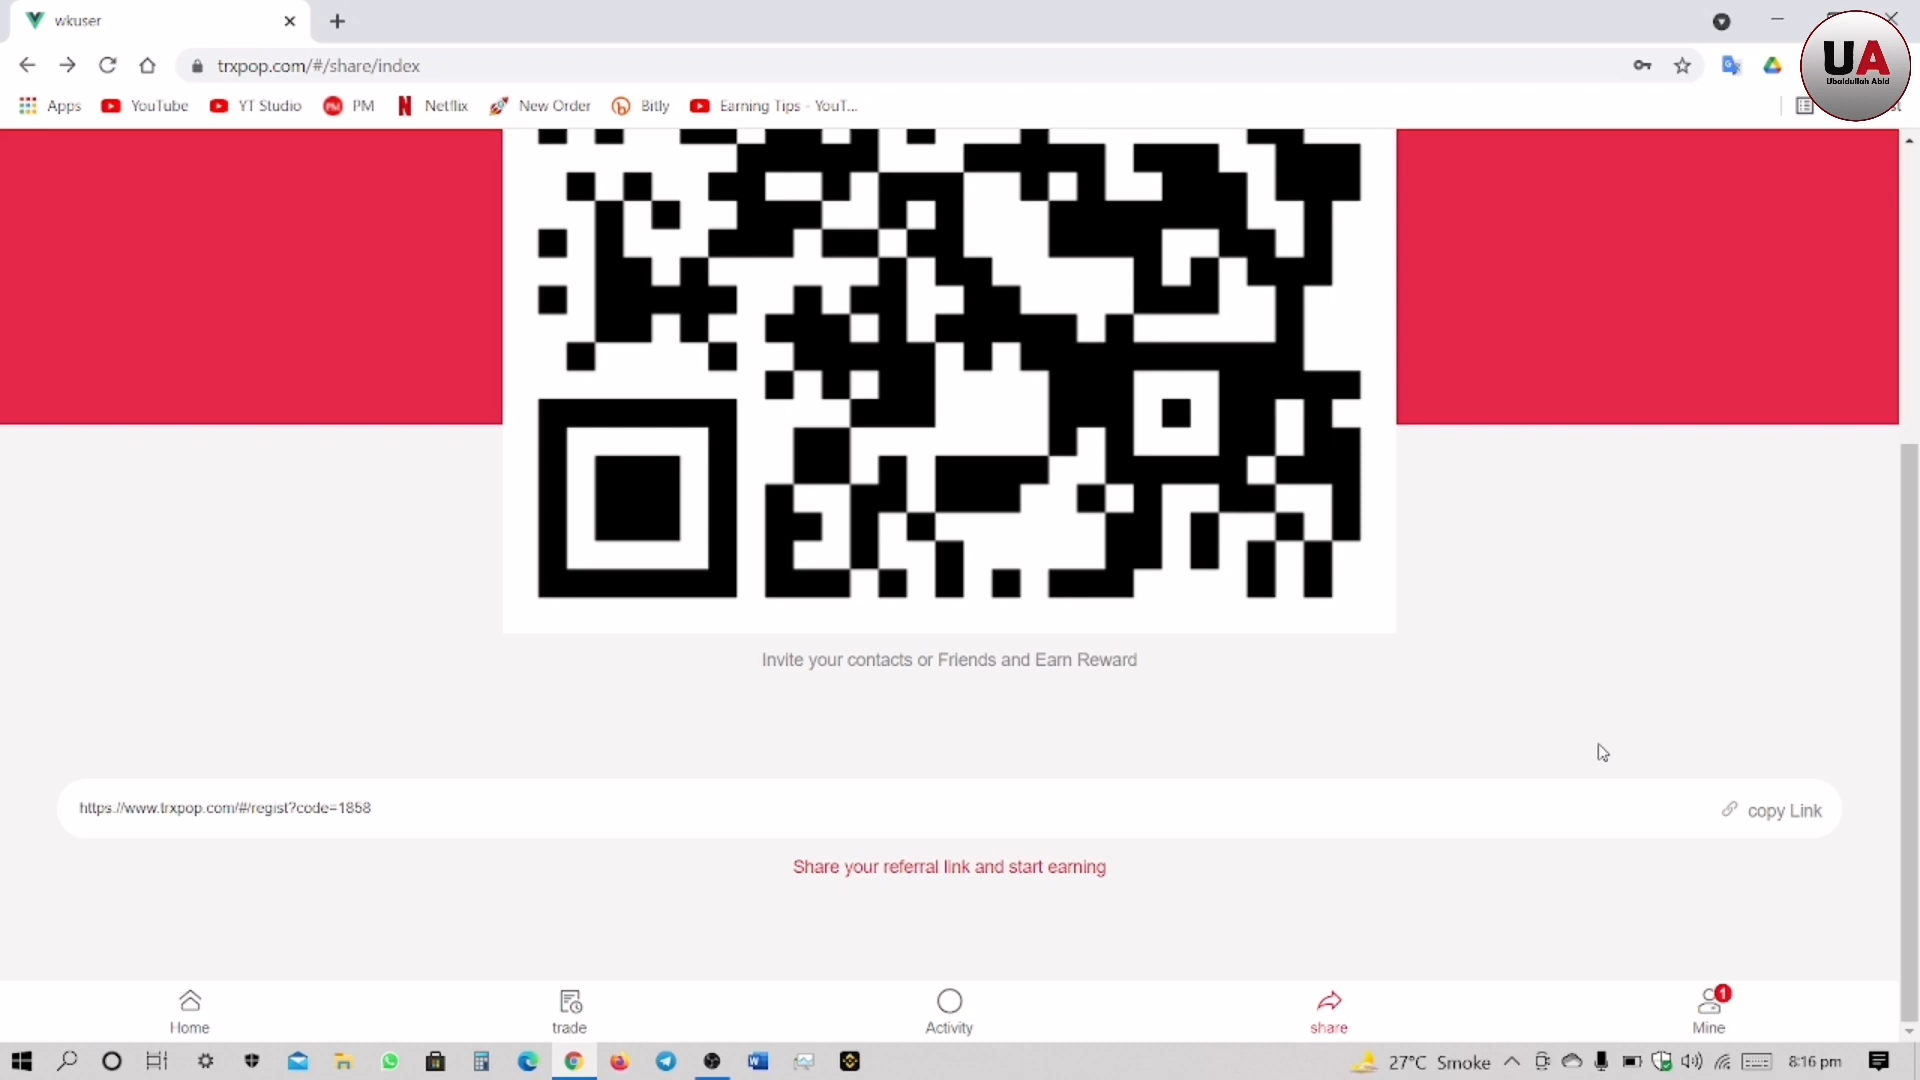 wkuser
trxpop.com/#/share/index
UA
Ubaidullah Abid
Apps
YouTube
YT Studio
PM
Netflix
New Order
Bitly
Earning Tips - YouT...
Invite your contacts or Friends and Earn Reward
https://www.trxpop.com/#/regist?code=1858
copy Link
Share your referral link and start earning
Home
trade
Activity
share
1
Mine
27°C Smoke
8:16 pm